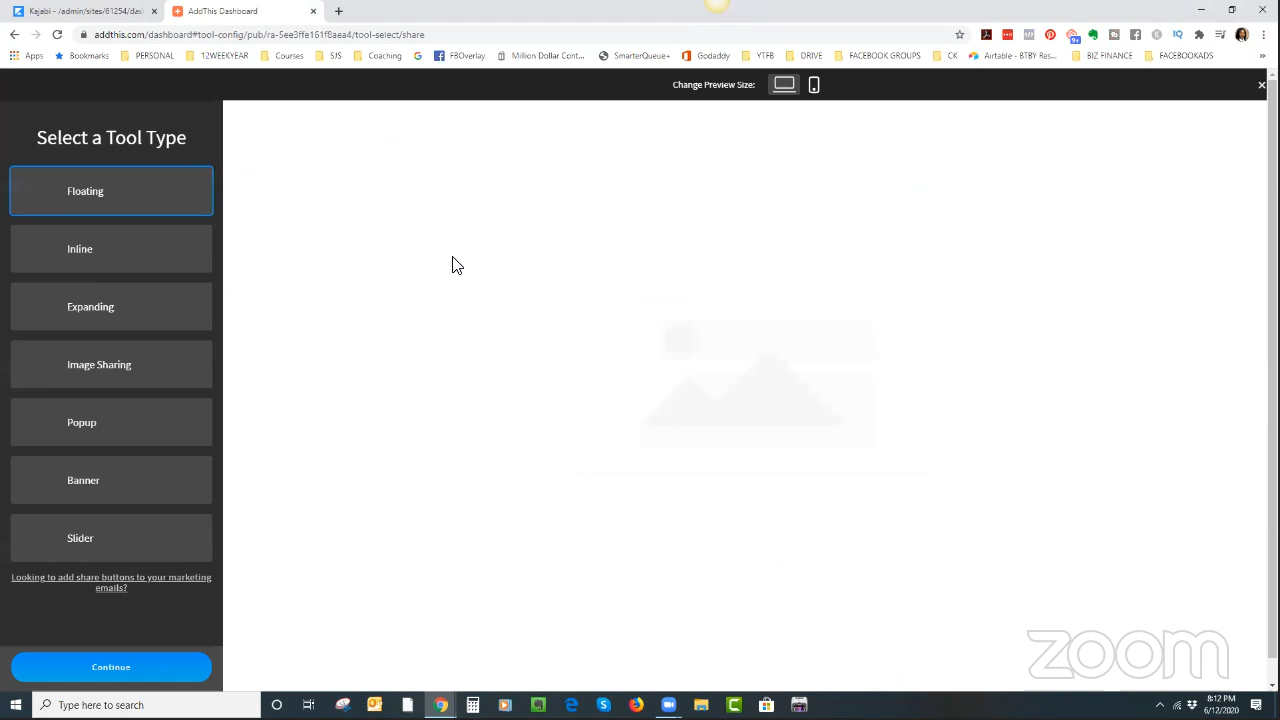 Kajabi - /admin/sites/61254/das
AddThis Dashboard
addthis.com/dashboard#tool-config/pub/ra-5ee3ffe161f8aea4/tool-select/share
Apps Bookmarks PERSONAL 12WEEKYEAR Courses SJS Coaching FBOverlay Million Dollar Cont... SmarterQueue+ Godaddy YTFB DRIVE FACEBOOK GROUPS CK Airtable - BTBY Res... BIZ FINANCE FACEBOOKADS
Change Preview Size:
Select a Tool Type
Floating
Inline
Expanding
Image Sharing
Popup
Banner
Slider
Looking to add share buttons to your marketing
emails?
Continue
zoom
Type here to search
8:12 PM
6/12/2020